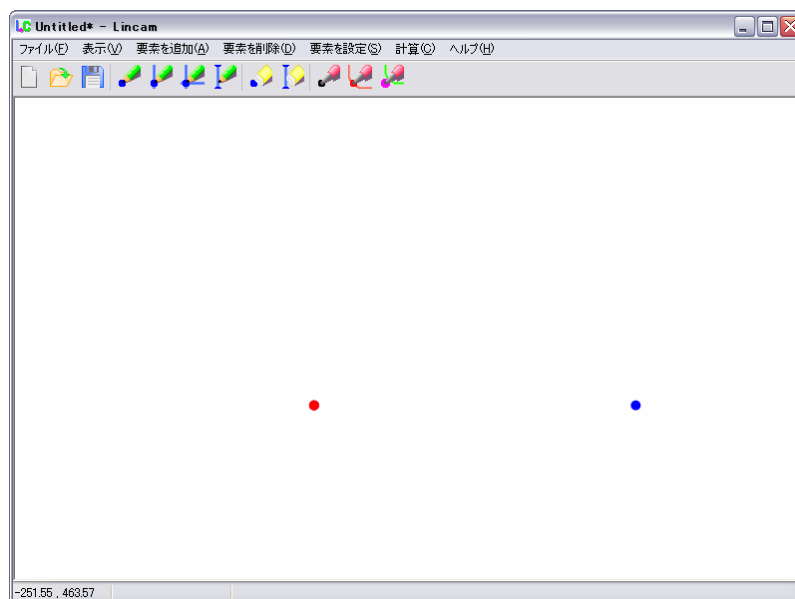 Untitled* - Lincam
ファイル(F) 表示(V) 要素を追加(A) 要素を削除(D) 要素を設定(S) 計算(C) ヘルプ(H)
-251.55 , 463.57